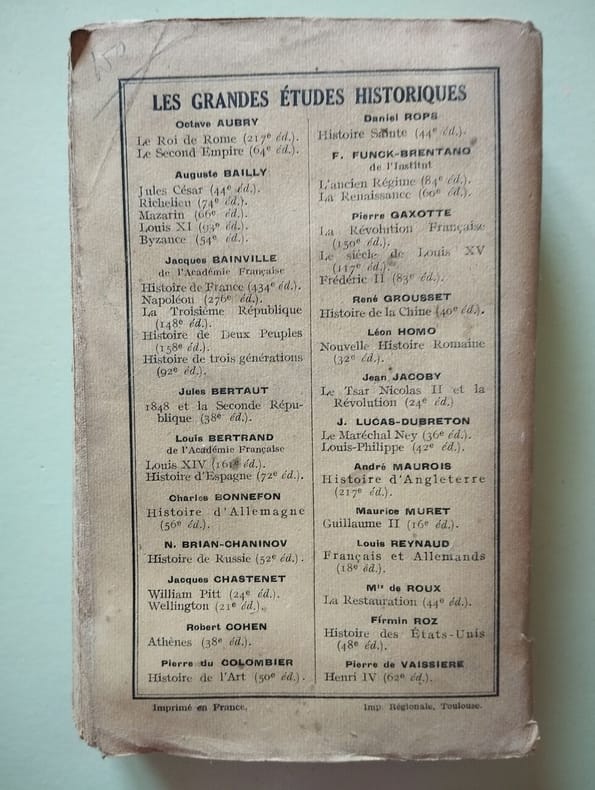 150
LES GRANDES ÉTUDES HISTORIQUES
Octave AUBRY
Le Roi de Rome (217e éd.).
Le Second Empire (64e éd.).
Auguste BAILLY
Jules César (44e éd.).
Richelieu (74e éd.).
Mazarin (66e éd.).
Louis XI (93e éd.).
Byzance (54e éd.).
Jacques BAINVILLE
de l'Académie Française
Histoire de France (434e éd.).
Napoléon (276e éd.).
La Troisième République
(148e éd.).
Histoire de Deux Peuples
(158e éd.).
Histoire de trois générations
(92e éd.).
Jules BERTAUT
1848 et la Seconde Répu-
blique (38e éd.).
Louis BERTRAND
de l'Académie Française
Louis XIV (161e éd.).
Histoire d'Espagne (72e éd.).
Charles BONNEFON
Histoire d'Allemagne
(56e éd.).
N. BRIAN-CHANINOV
Histoire de Russie (52e éd.).
Jacques CHASTENET
William Pitt (24e éd.).
Wellington (21e éd.).
Robert COHEN
Athènes (38e éd.).
Pierre du COLOMBIER
Histoire de l'Art (50e éd.).
Daniel ROPS
Histoire Sainte (44e éd.).
F. FUNCK-BRENTANO
de l'Institut
L'ancien Régime (84e éd.).
La Renaissance (60e éd.).
Pierre GAXOTTE
La Révolution Française
(150e éd.).
Le siècle de Louis XV
(117e éd.).
Frédéric II (83e éd.).
René GROUSSET
Histoire de la Chine (40e éd.).
Léon HOMO
Nouvelle Histoire Romaine
(32e éd.).
Jean JACOBY
Le Tsar Nicolas II et la
Révolution (24e éd.)
J. LUCAS-DUBRETON
Le Maréchal Ney (36e éd.).
Louis-Philippe (42e éd.).
André MAUROIS
Histoire d'Angleterre
(217e éd.).
Maurice MURET
Guillaume II (16e éd.).
Louis REYNAUD
Français et Allemands
(18e éd.).
Mis de ROUX
La Restauration (44e éd.).
Firmin ROZ
Histoire des États-Unis
(48e éd.).
Pierre de VAISSIERE
Henri IV (62e éd.).
Imprimé en France.
Imp. Régionale, Toulouse.